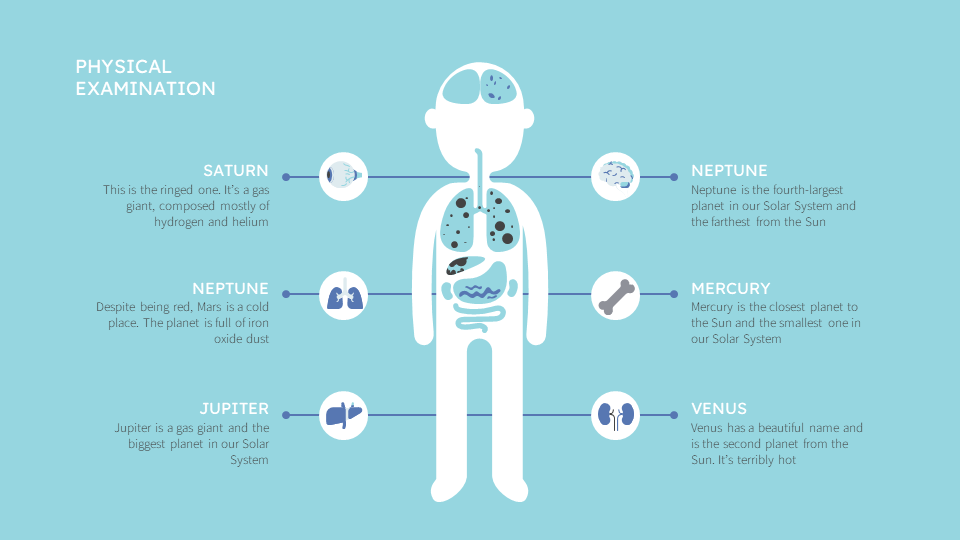 PHYSICAL
EXAMINATION
SATURN
This is the ringed one. It's a gas
giant, composed mostly of
hydrogen and helium
NEPTUNE
Despite being red, Mars is a cold
place. The planet is full of iron
oxide dust
JUPITER
Jupiter is a gas giant and the
biggest planet in our Solar
System
NEPTUNE
Neptune is the fourth-largest
planet in our Solar System and
the farthest from the Sun
MERCURY
Mercury is the closest planet to
the Sun and the smallest one in
our Solar System
VENUS
Venus has a beautiful name and
is the second planet from the
Sun. It's terribly hot